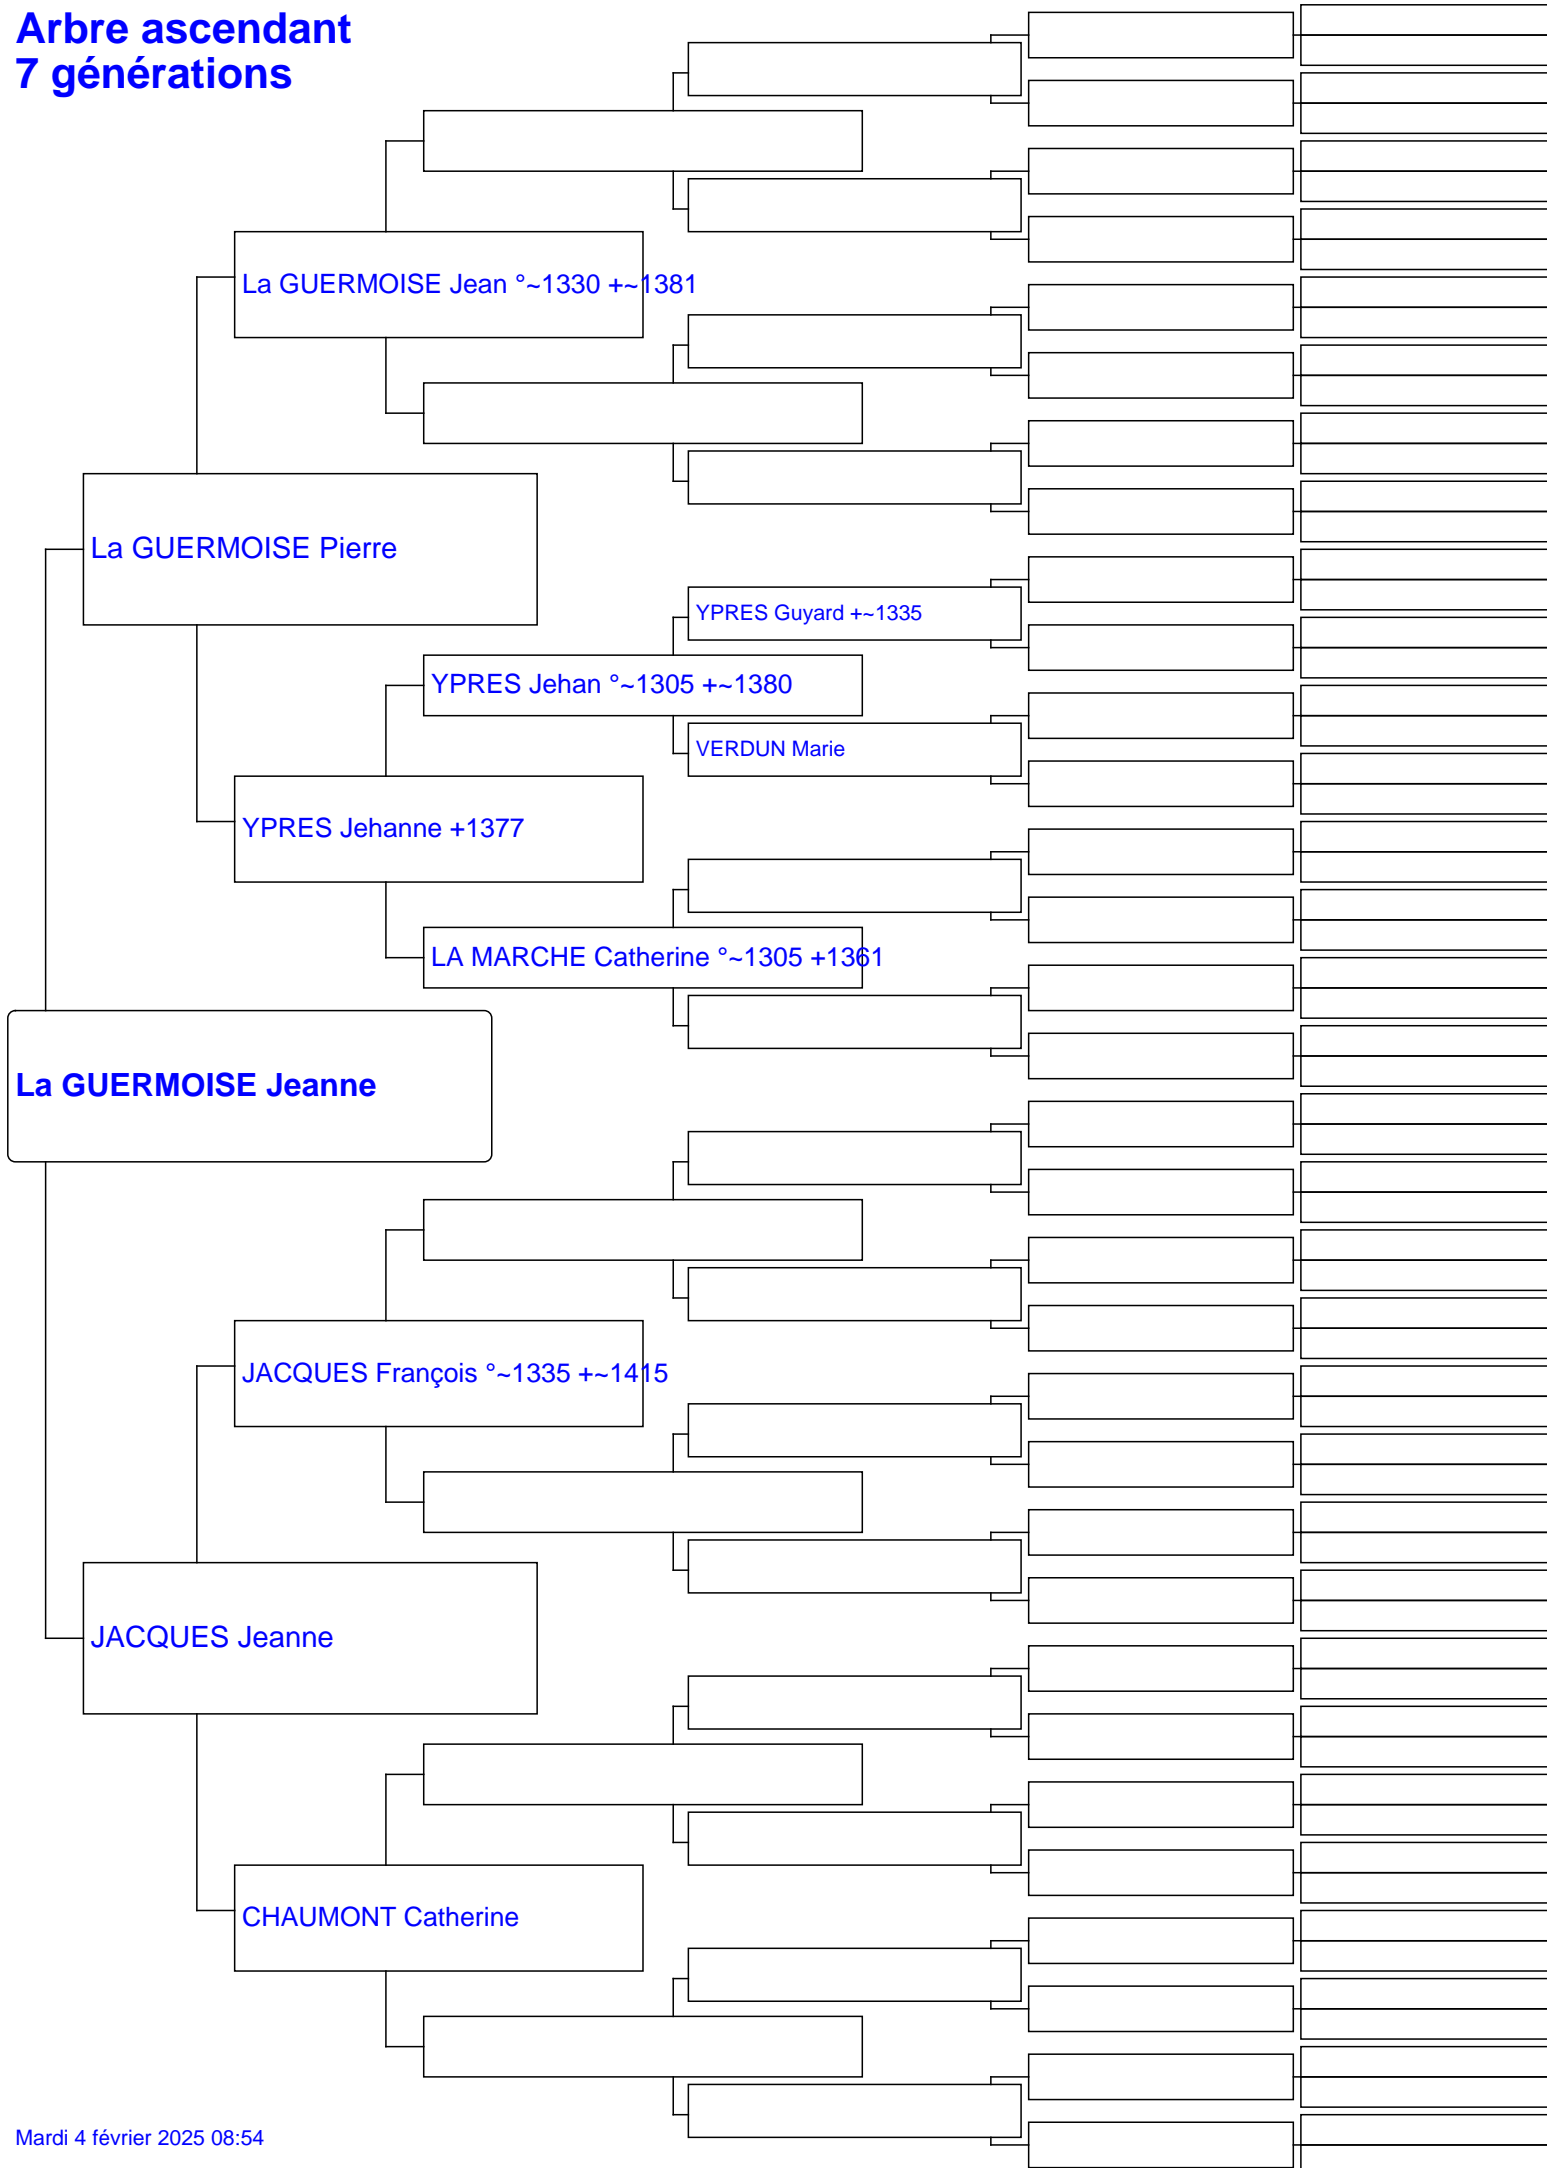 Arbre ascendant
7 générations
La GUERMOISE Jean °~1330 +~1381
La GUERMOISE Pierre
YPRES Guyard +~1335
YPRES Jehan °~1305 +~1380
VERDUN Marie
YPRES Jehanne +1377
LA MARCHE Catherine °~1305 +1361
La GUERMOISE Jeanne
JACQUES François °~1335 +~1415
JACQUES Jeanne
CHAUMONT Catherine
Mardi 4 février 2025 08:54